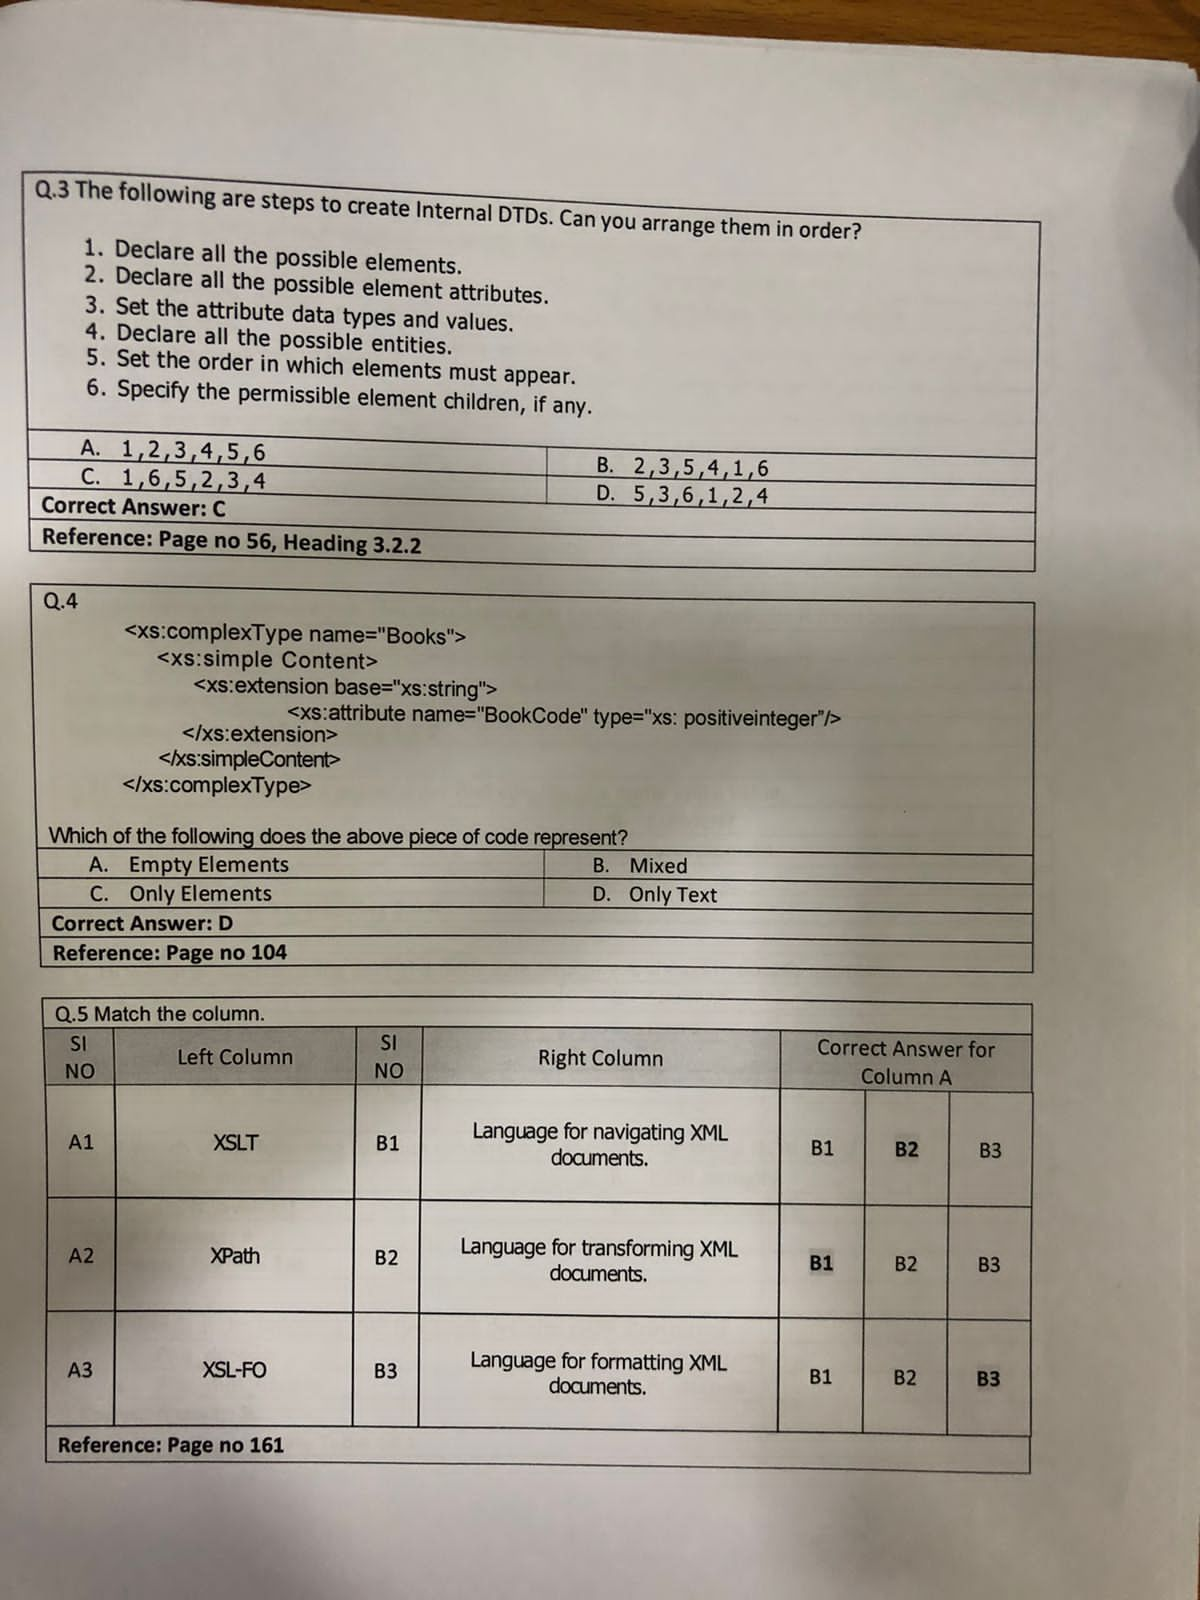 Q.3 The following are steps to create Internal DTDs. Can you arrange them in order?
1. Declare all the possible elements.
2. Declare all the possible element attributes.
3. Set the attribute data types and values.
4. Declare all the possible entities.
5. Set the order in which elements must appear.
6. Specify the permissible element children, if any.
A. 1,2,3,4,5,6
B. 2,3,5,4,1,6
C. 1,6,5,2,3,4
D. 5,3,6,1,2,4
Correct Answer: C
Reference: Page no 56, Heading 3.2.2
Q.4
<xs:complexType name="Books">
<xs:simple Content>
<xs:extension base="xs:string">
<xs:attribute name="BookCode" type="xs: positiveinteger"/>
</xs:extension>
</xs:simpleContent>
</xs:complexType>
Which of the following does the above piece of code represent?
A. Empty Elements
B. Mixed
C. Only Elements
D. Only Text
Correct Answer: D
Reference: Page no 104
Q.5 Match the column.
SI NO
Left Column
SI NO
Right Column
Correct Answer for Column A
A1
XSLT
B1
Language for navigating XML documents.
B1 B2 B3
A2
XPath
B2
Language for transforming XML documents.
B1 B2 B3
A3
XSL-FO
B3
Language for formatting XML documents.
B1 B2 B3
Reference: Page no 161